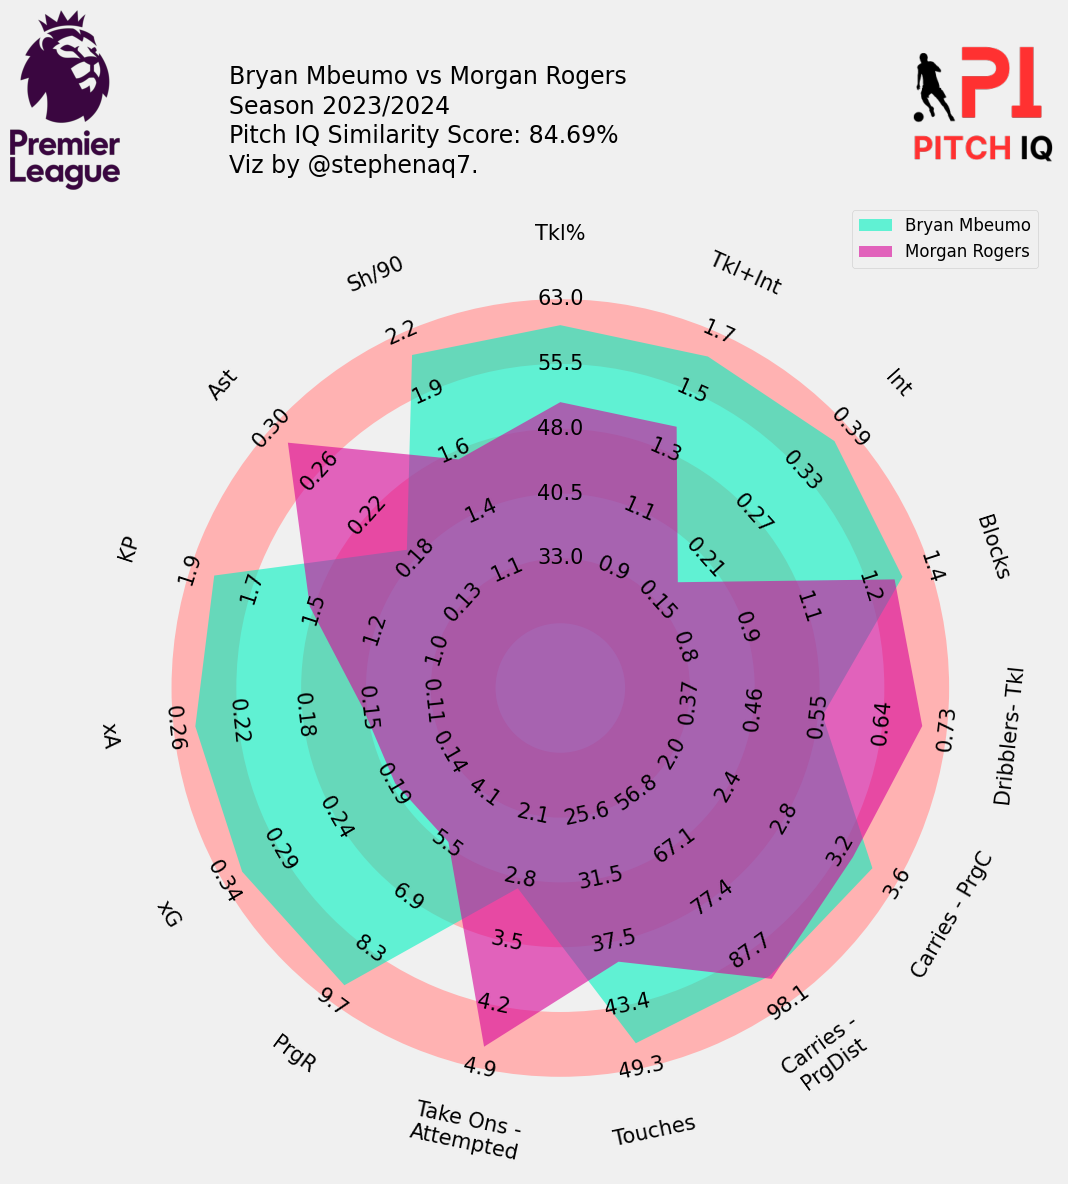 Premier
League
Bryan Mbeumo vs Morgan Rogers
Season 2023/2024
Pitch IQ Similarity Score: 84.69%
Viz by @stephenaq7.
PI
PITCH IQ
Bryan Mbeumo
Morgan Rogers
Tkl%
63.0
55.5
48.0
40.5
33.0
Tkl+Int
1.7
1.5
1.3
1.1
0.9
Int
0.39
0.33
0.27
0.21
0.15
Blocks
1.4
1.2
1.1
0.9
0.8
Dribblers- Tkl
0.73
0.64
0.55
0.46
0.37
Carries - PrgC
3.6
3.2
2.8
2.4
2.0
Carries -
PrgDist
98.1
87.7
77.4
67.1
56.8
Touches
49.3
43.4
37.5
31.5
25.6
Take Ons -
Attempted
4.9
4.2
3.5
2.8
2.1
PrgR
9.7
8.3
6.9
5.5
4.1
xG
0.34
0.29
0.24
0.19
0.14
xA
0.26
0.22
0.18
0.15
0.11
KP
1.9
1.7
1.5
1.2
1.0
Ast
0.30
0.26
0.22
0.18
0.13
Sh/90
2.2
1.9
1.6
1.4
1.1